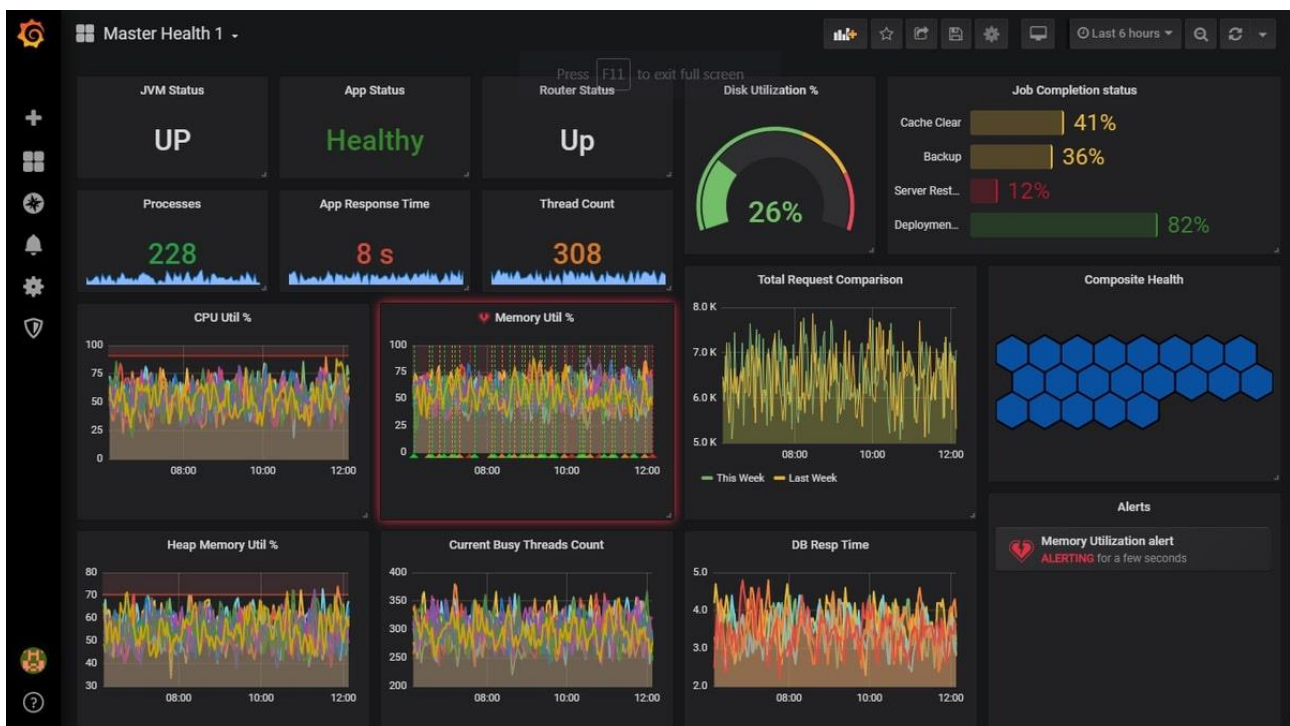 Master Health 1
Last 6 hours
Press F11 to exit full screen
JVM Status
UP
App Status
Healthy
Router Status
Up
Disk Utilization %
26%
Job Completion status
Cache Clear
41%
Backup
36%
Server Rest...
12%
Deploymen...
82%
Processes
228
App Response Time
8 s
Thread Count
308
CPU Util %
100
75
50
25
0
08:00
10:00
12:00
Memory Util %
100
75
50
25
0
08:00
10:00
12:00
Total Request Comparison
8.0 K
7.0 K
6.0 K
5.0 K
08:00
10:00
12:00
This Week
Last Week
Composite Health
Alerts
Memory Utilization alert
ALERTING for a few seconds
Heap Memory Util %
80
70
60
50
40
30
08:00
10:00
12:00
Current Busy Threads Count
400
350
300
250
200
08:00
10:00
12:00
DB Resp Time
5.0
4.0
3.0
2.0
08:00
10:00
12:00